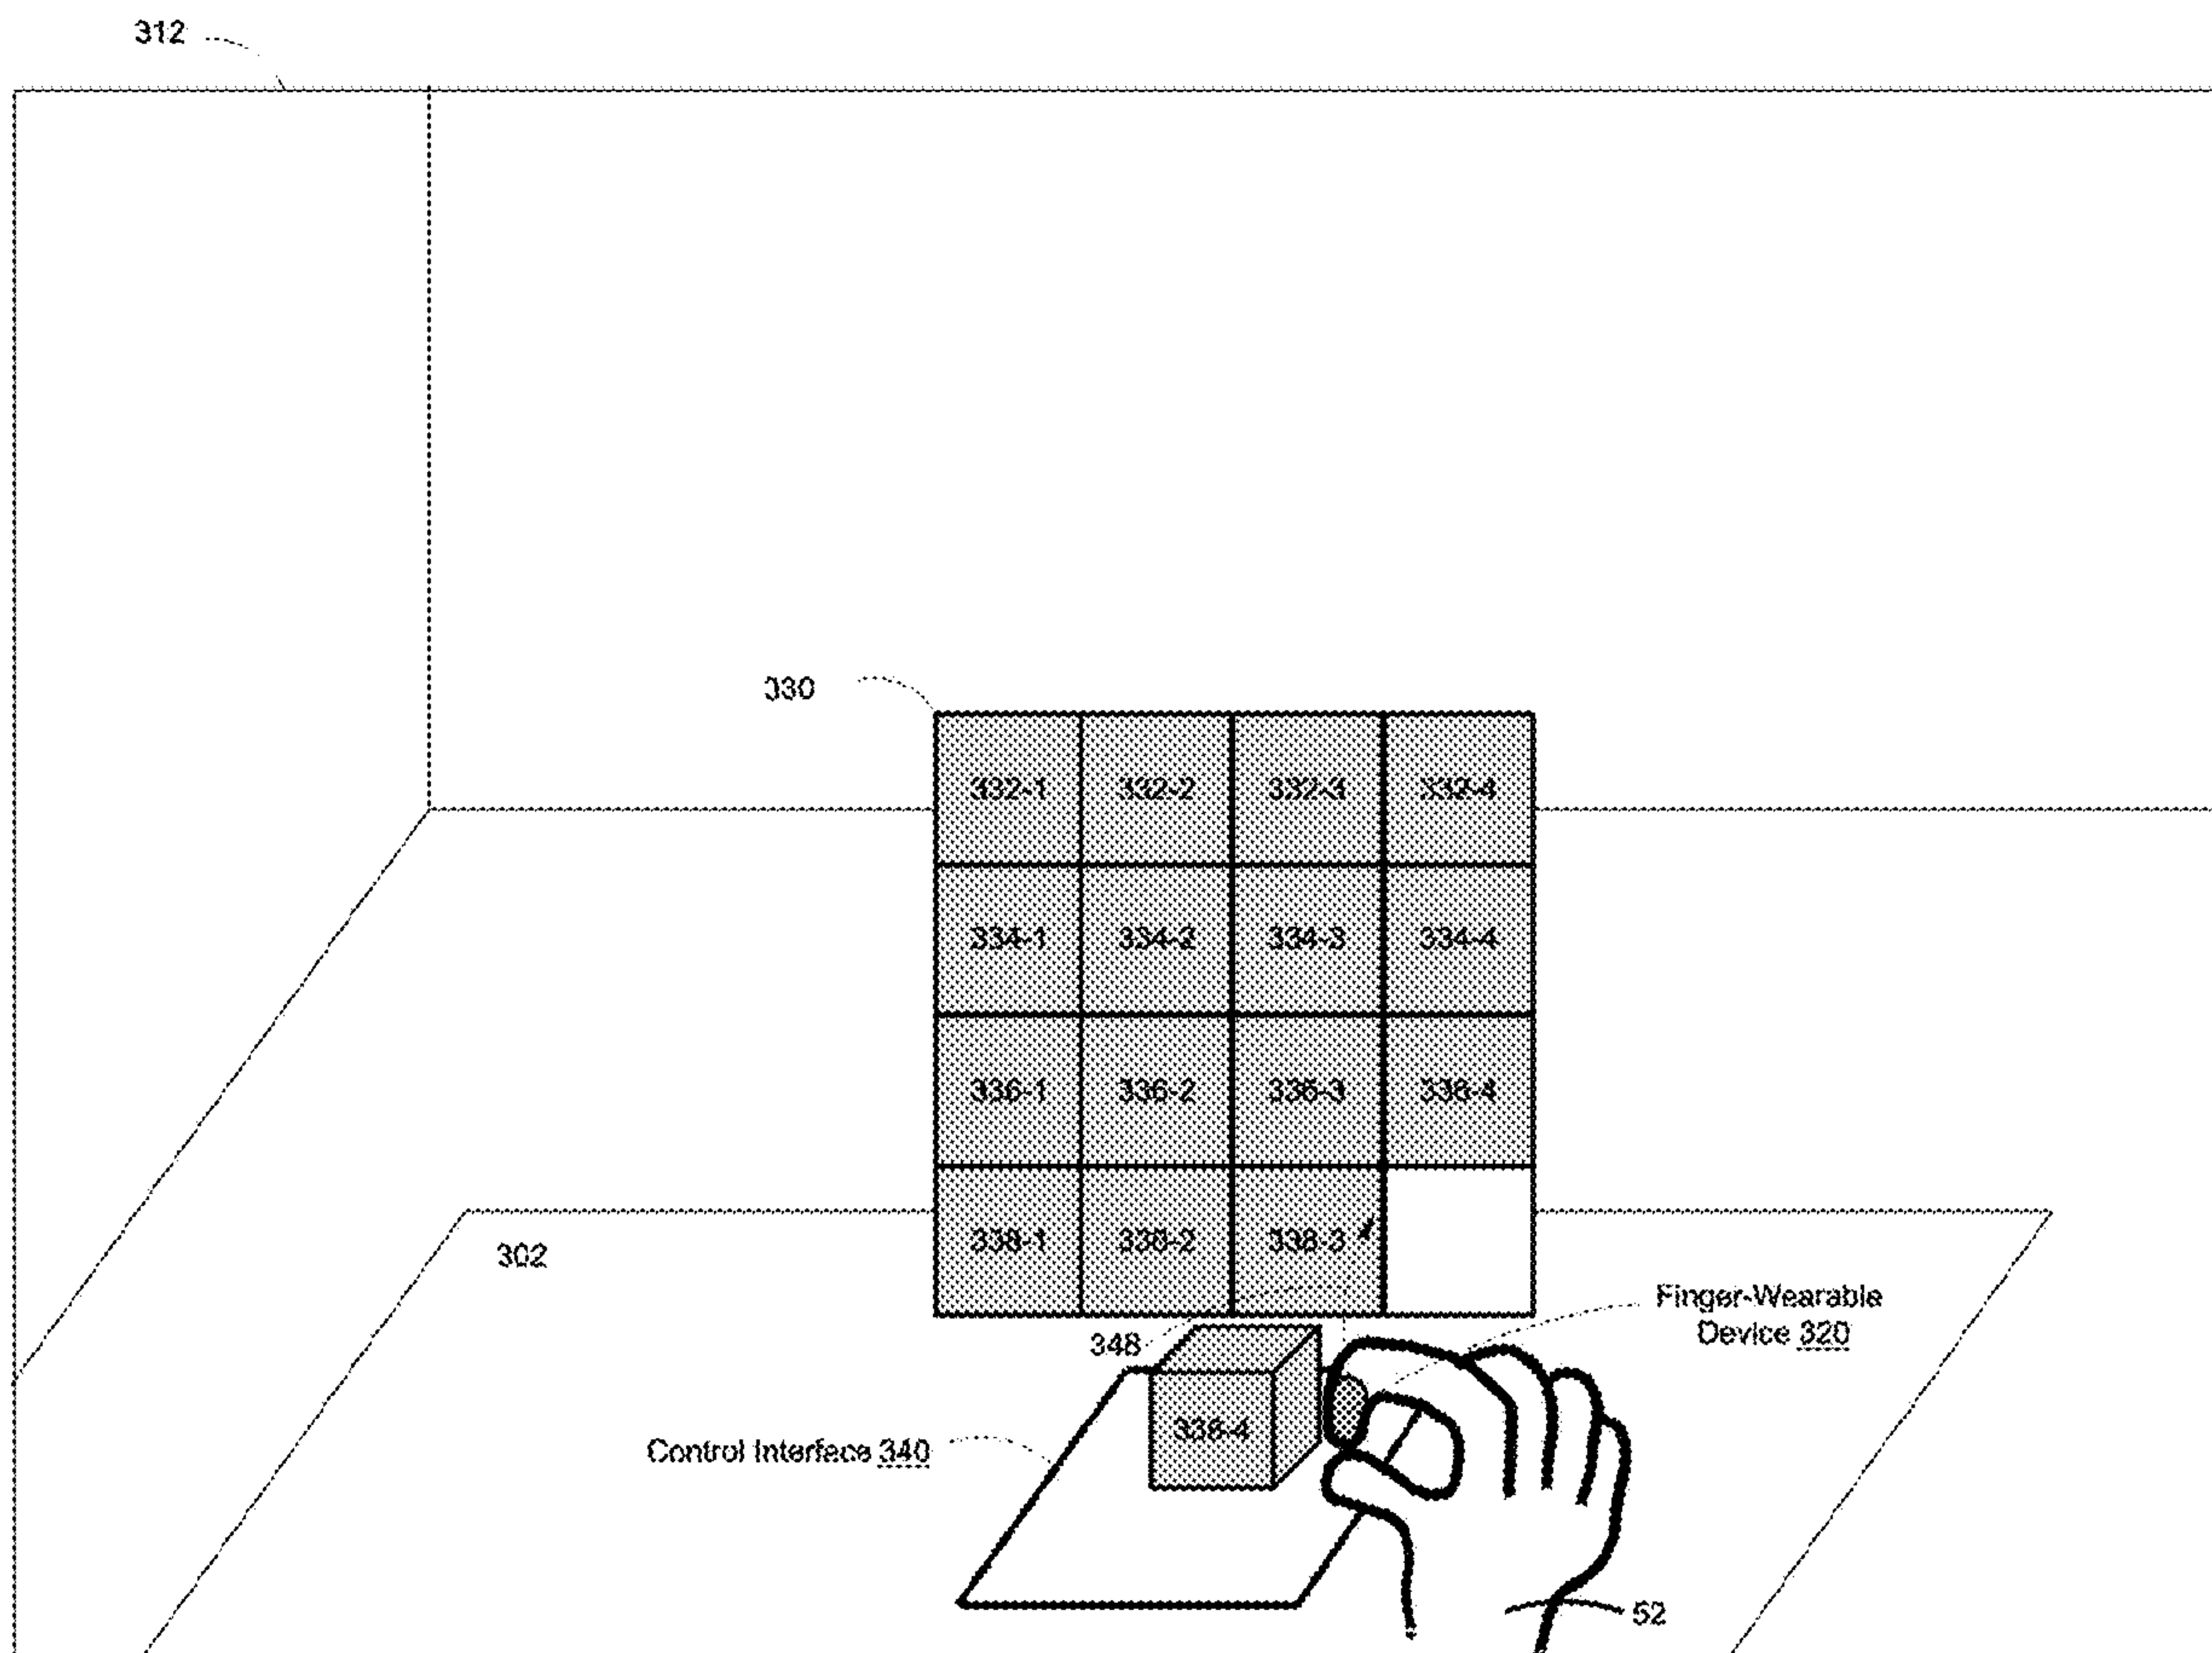 312
330
332-1 332-2 332-3 332-4
334-1 334-2 334-3 334-4
336-1 336-2 336-3 336-4
338-1 338-2 338-3
302
Finger-Wearable
Device 320
348
338-4
Control Interface 340
52